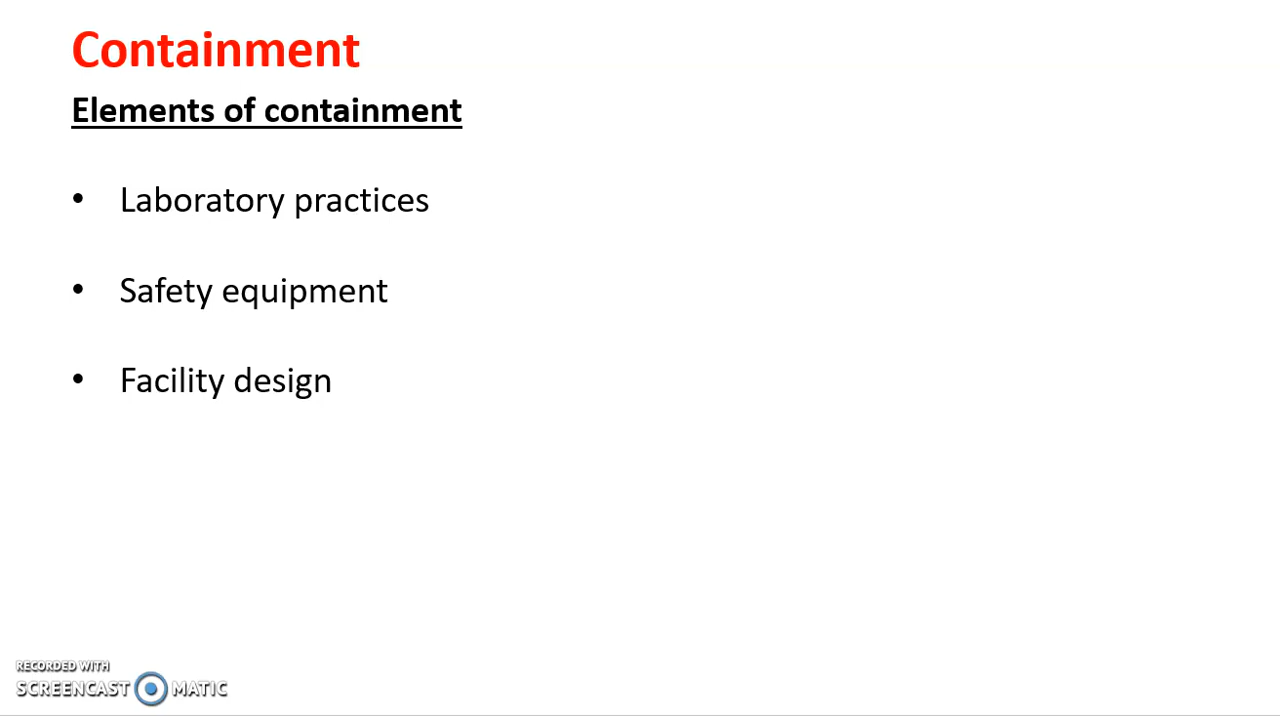 Containment
Elements of containment
• Laboratory practices
• Safety equipment
• Facility design
RECORDED WITH
SCREENCAST MATIC